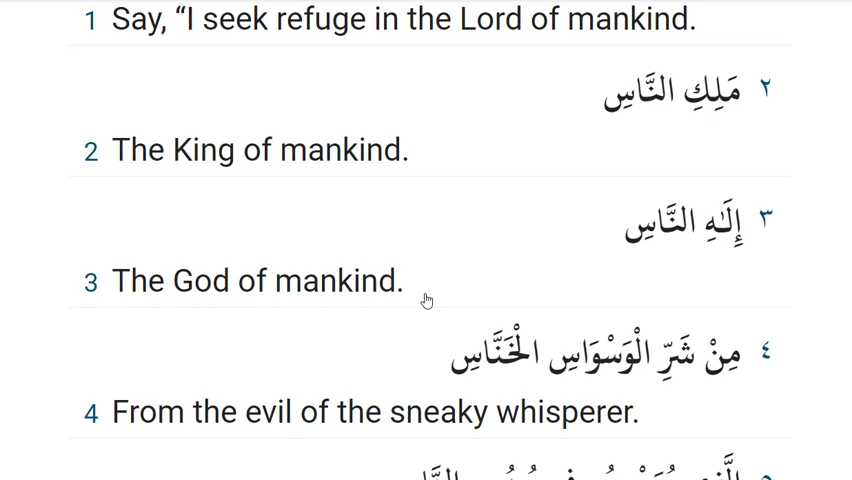 1 Say, “I seek refuge in the Lord of mankind.
٢ مَلِكِ النَّاسِ
2 The King of mankind.
٣ إِلَـٰهِ النَّاسِ
3 The God of mankind.
٤ مِنْ شَرِّ الْوَسْوَاسِ الْخَنَّاسِ
4 From the evil of the sneaky whisperer.